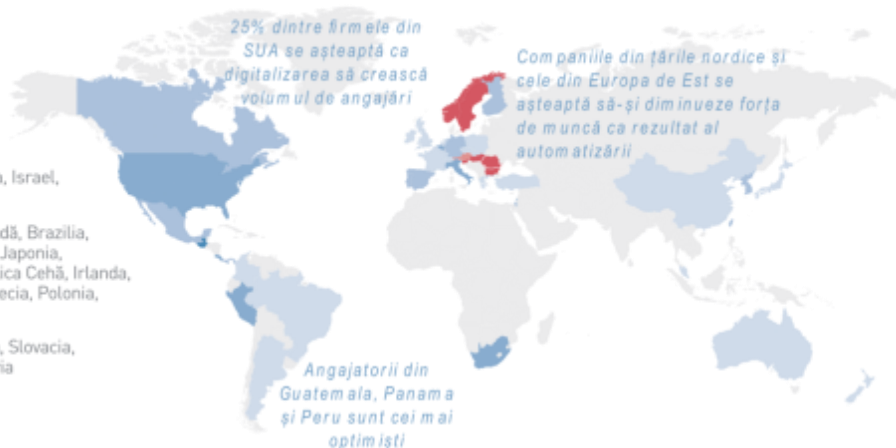 25% dintre firmele din
SUA se așteaptă ca
digitalizarea să crească
volumul de angajări
Companiile din țările nordice și
cele din Europa de Est se
așteaptă să-și diminueze forța
de muncă ca rezultat al
automatizării
Israel,
Brazilia,
Japonia,
Cehă, Irlanda,
Polonia,
Slovacia,
Angajatorii din
Guatemala, Panama
și Peru sunt cei mai
optimiști